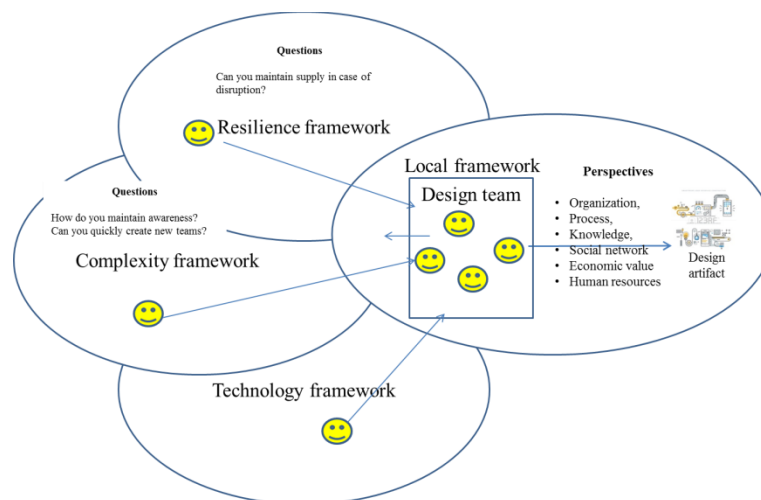 Questions
Can you maintain supply in case of
disruption?
Resilience framework
Questions
How do you maintain awareness?
Can you quickly create new teams?
Complexity framework
Technology framework
Local framework
Design team
Perspectives
• Organization,
• Process,
• Knowledge,
• Social network
• Economic value
• Human resources
Design
artifact